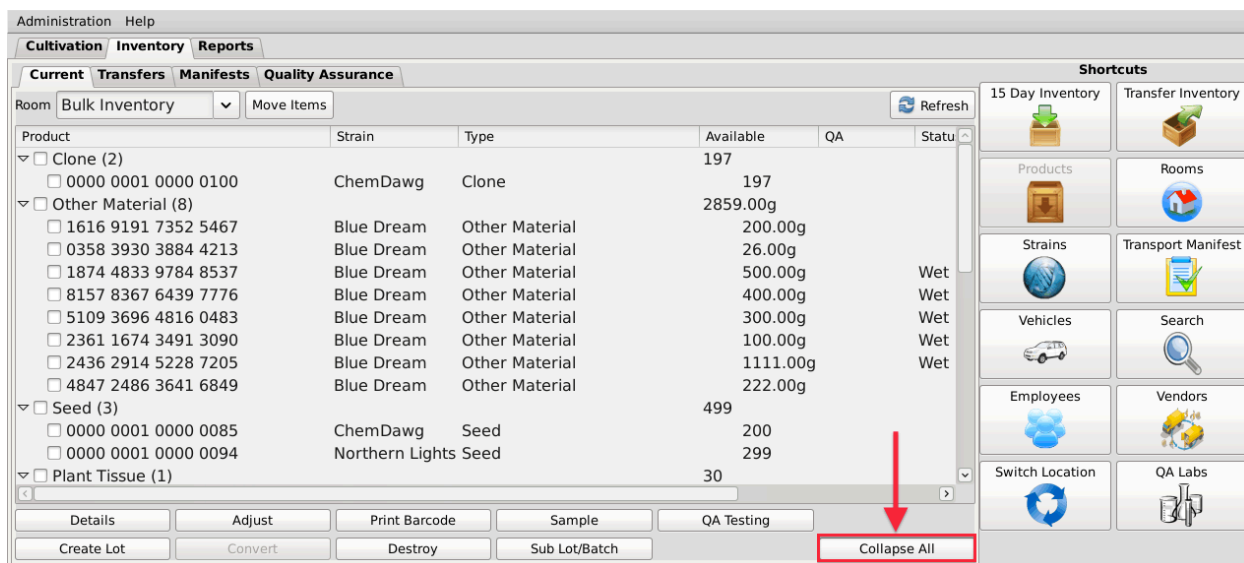 Administration Help
Cultivation Inventory Reports
Current Transfers Manifests Quality Assurance
Room Bulk Inventory Move Items Refresh
Product Strain Type Available QA Statu
Clone (2) 197
0000 0001 0000 0100 ChemDawg Clone 197
Other Material (8) 2859.00g
1616 9191 7352 5467 Blue Dream Other Material 200.00g
0358 3930 3884 4213 Blue Dream Other Material 26.00g
1874 4833 9784 8537 Blue Dream Other Material 500.00g Wet
8157 8367 6439 7776 Blue Dream Other Material 400.00g Wet
5109 3696 4816 0483 Blue Dream Other Material 300.00g Wet
2361 1674 3491 3090 Blue Dream Other Material 100.00g Wet
2436 2914 5228 7205 Blue Dream Other Material 1111.00g Wet
4847 2486 3641 6849 Blue Dream Other Material 222.00g
Seed (3) 499
0000 0001 0000 0085 ChemDawg Seed 200
0000 0001 0000 0094 Northern Lights Seed 299
Plant Tissue (1) 30
Details Adjust Print Barcode Sample QA Testing
Create Lot Convert Destroy Sub Lot/Batch Collapse All
Shortcuts
15 Day Inventory Transfer Inventory
Products Rooms
Strains Transport Manifest
Vehicles Search
Employees Vendors
Switch Location QA Labs